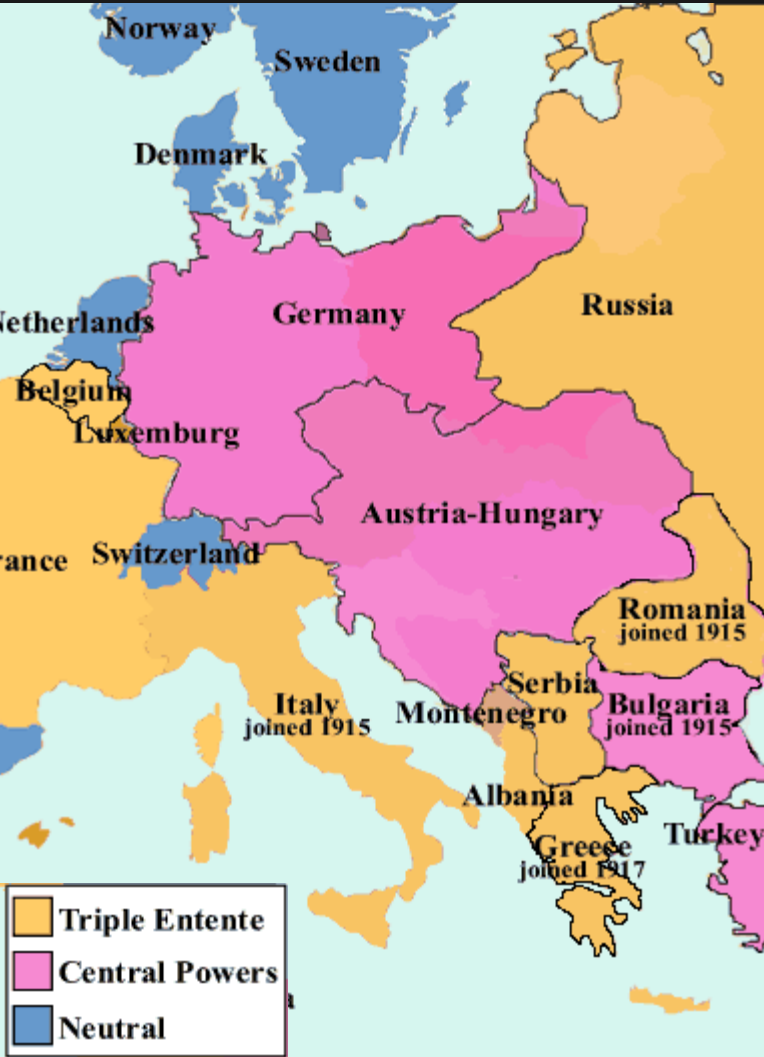 Norway
Sweden
Denmark
Netherlands
Germany
Russia
Belgium
Luxemburg
Austria-Hungary
rance
Switzerland
Romania
joined 1915
Serbia
Italy
joined 1915
Montenegro
Bulgaria
joined 1915
Albania
Turkey
Greece
joined 1917
Triple Entente
Central Powers
Neutral
a